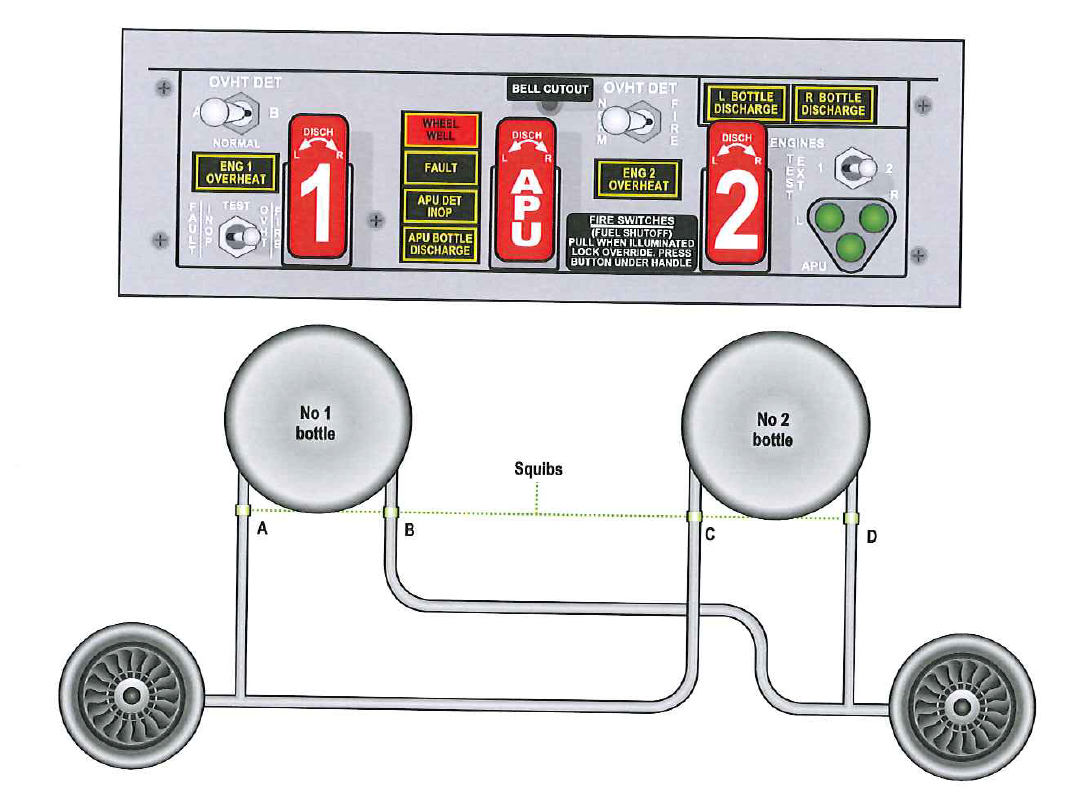 OVHT DET
A
B
NORMAL
ENG 1
OVERHEAT
FAULT
INOP
TEST
OVHT
FIRE
DISCH
L R
1
WHEEL
WELL
FAULT
APU DET
INOP
APU BOTTLE
DISCHARGE
BELL CUTOUT
DISCH
L R
APU
OVHT DET
NORM
FIRE
ENG 2
OVERHEAT
FIRE SWITCHES
(FUEL SHUTOFF)
PULL WHEN ILLUMINATED
LOCK OVERRIDE. PRESS
BUTTON UNDER HANDLE
L BOTTLE
DISCHARGE
R BOTTLE
DISCHARGE
DISCH
L R
2
ENGINES
TEST
EXT
1
2
L
R
APU
No 1
bottle
No 2
bottle
Squibs
A
B
C
D